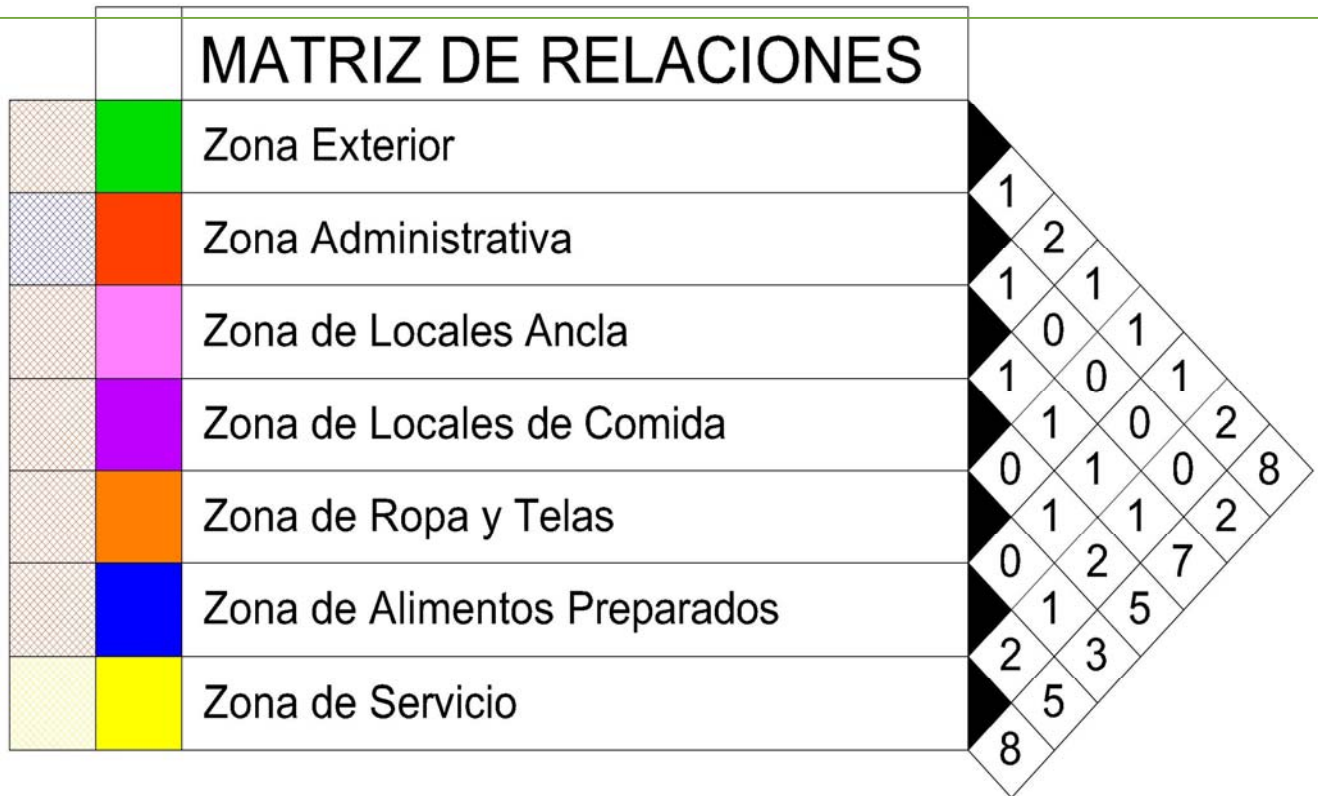 MATRIZ DE RELACIONES
Zona Exterior
1
Zona Administrativa
2
1 1
Zona de Locales Ancla
0 1
1 0 1
Zona de Locales de Comida
1 0 2
0 1 0 8
Zona de Ropa y Telas
1 1 2
0 2 7
Zona de Alimentos Preparados
1 5
2 3
Zona de Servicio
5
8